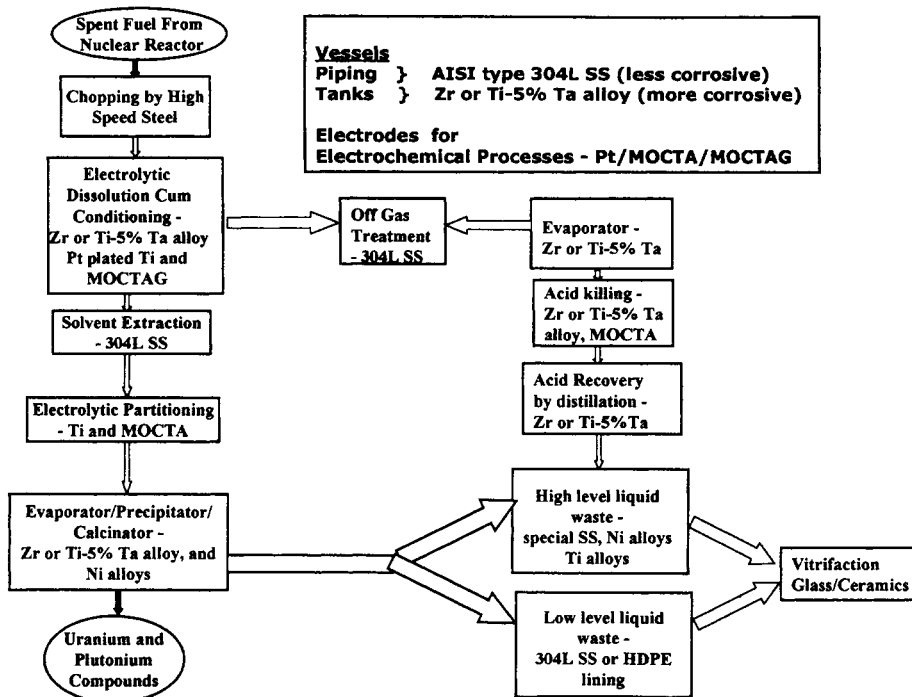 Spent Fuel From
Nuclear Reactor
Chopping by High
Speed Steel
Electrolytic
Dissolution Cum
Conditioning -
Zr or Ti-5% Ta alloy
Pt plated Ti and
MOCTAG
Solvent Extraction
- 304L SS
Electrolytic Partitioning
- Ti and MOCTA
Evaporator/Precipitator/
Calcinator -
Zr or Ti-5% Ta alloy, and
Ni alloys
Uranium and
Plutonium
Compounds
Vessels
Piping } AISI type 304L SS (less corrosive)
Tanks } Zr or Ti-5% Ta alloy (more corrosive)
Electrodes for
Electrochemical Processes - Pt/MOCTA/MOCTAG
Off Gas
Treatment
- 304L SS
Evaporator -
Zr or Ti-5% Ta
Acid killing -
Zr or Ti-5% Ta
alloy, MOCTA
Acid Recovery
by distillation -
Zr or Ti-5%Ta
High level liquid
waste -
special SS, Ni alloys
Ti alloys
Low level liquid
waste -
304L SS or HDPE
lining
Vitrifaction
Glass/Ceramics